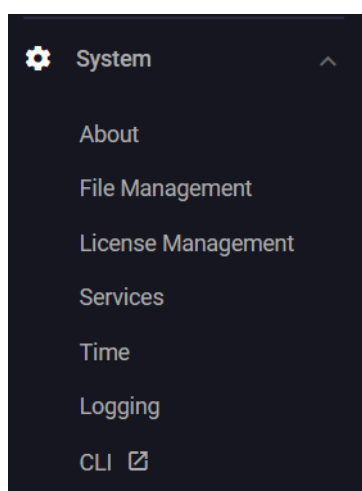 System
About
File Management
License Management
Services
Time
Logging
CLI